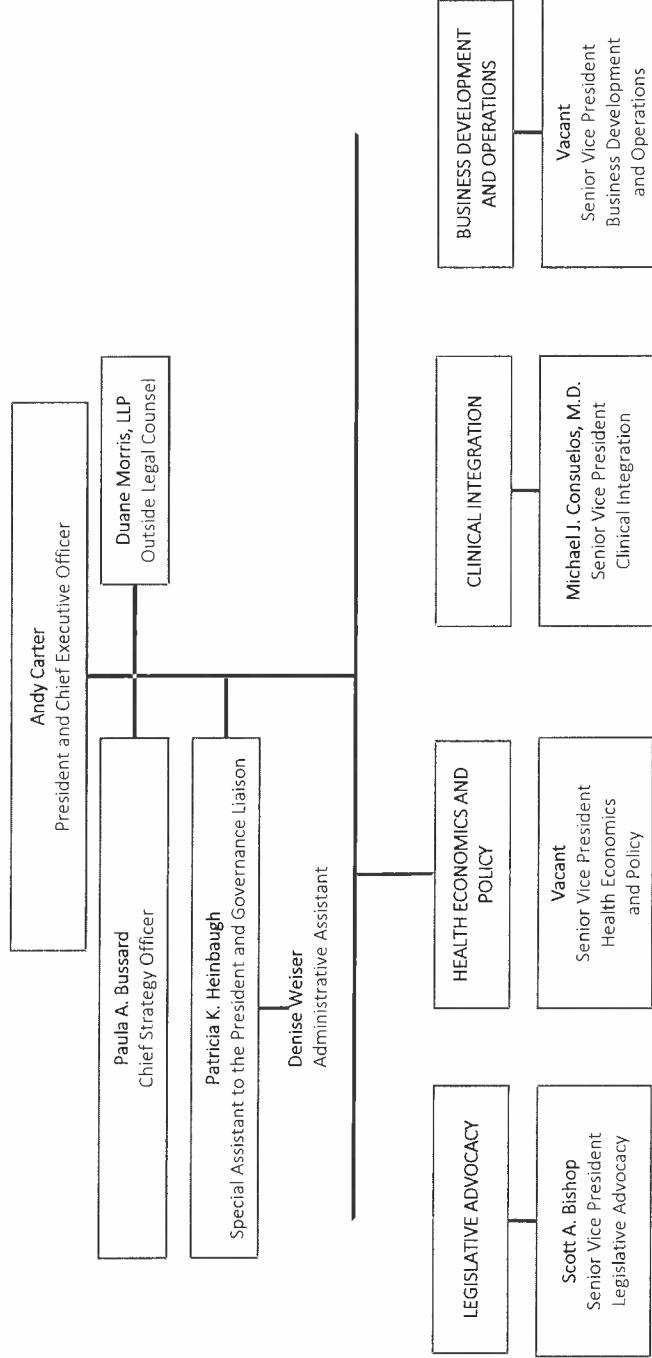 Andy Carter
President and Chief Executive Officer
Paula A. Bussard
Chief Strategy Officer
Duane Morris, LLP
Outside Legal Counsel
Patricia K. Heinbaugh
Special Assistant to the President and Governance Liaison
Denise Weiser
Administrative Assistant
LEGISLATIVE ADVOCACY
Scott A. Bishop
Senior Vice President
Legislative Advocacy
HEALTH ECONOMICS AND
POLICY
Vacant
Senior Vice President
Health Economics
and Policy
CLINICAL INTEGRATION
Michael J. Consuelos, M.D.
Senior Vice President
Clinical Integration
BUSINESS DEVELOPMENT
AND OPERATIONS
Vacant
Senior Vice President
Business Development
and Operations